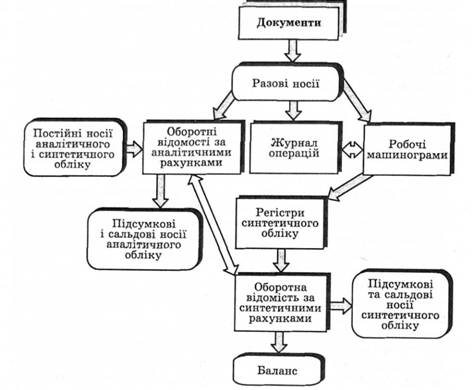 Документи
Разові носії
Постійні носії
аналітичного
і синтетичного
обліку
Оборотні
відомості за
аналітичними
рахунками
Журнал
операцій
Робочі
машинограми
Підсумкові
і сальдові носії
аналітичного
обліку
Регістри
синтетичного
обліку
Оборотна
відомість за
синтетичними
рахунками
Підсумкові
та сальдові
носії
синтетичного
обліку
Баланс